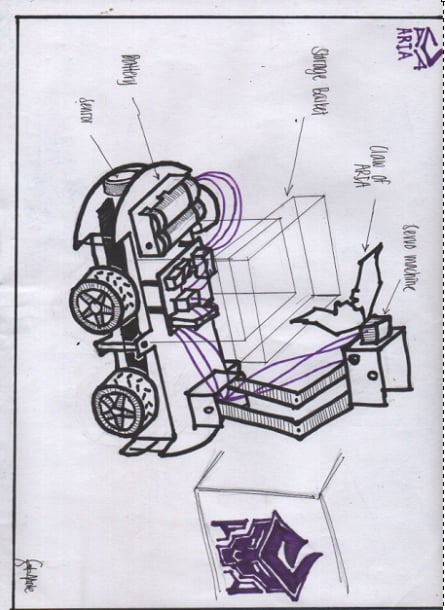 ARIA
servo machine
Claw of
ARIA
Storage Basket
Battery
sensor